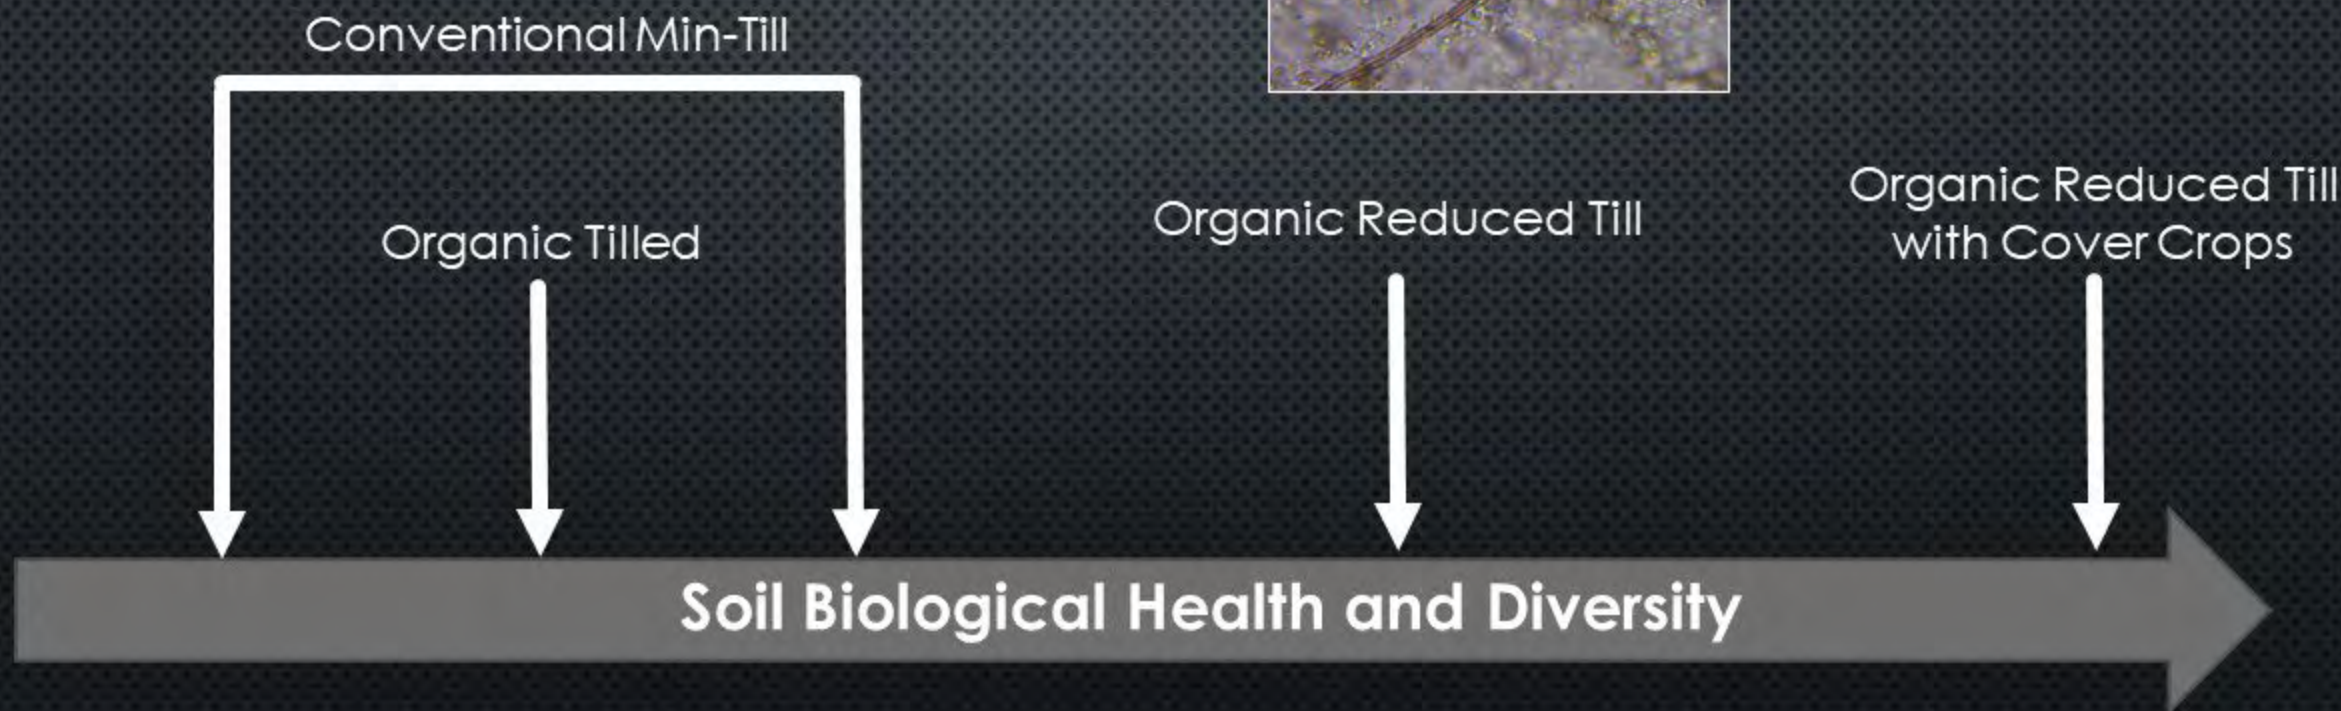 Conventional Min-Till
Organic Tilled
Organic Reduced Till
Organic Reduced Till
with Cover Crops
Soil Biological Health and Diversity